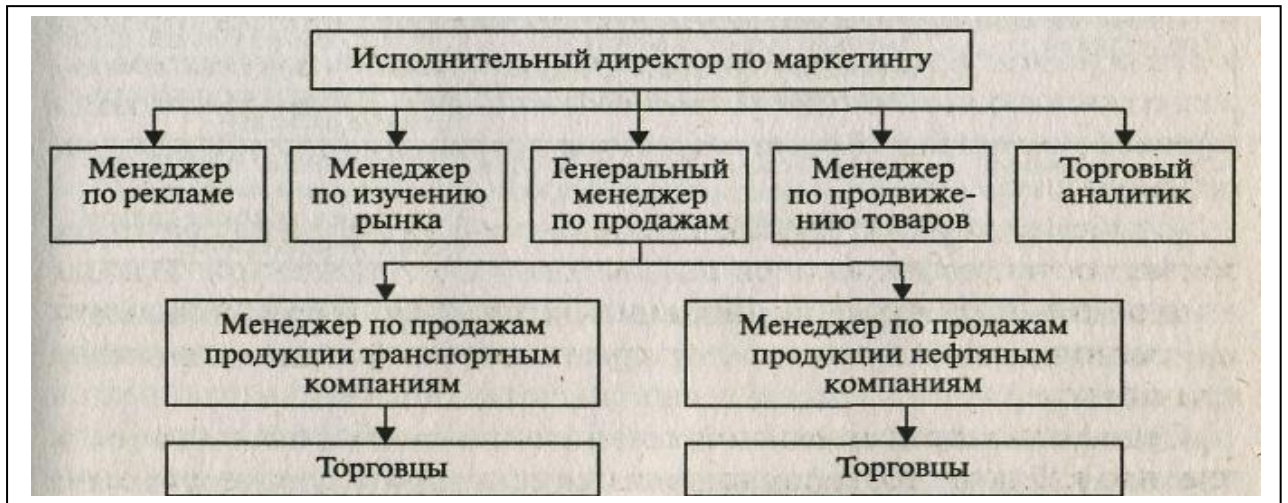 Исполнительный директор по маркетингу
Менеджер
по рекламе
Менеджер
по изучению
рынка
Генеральный
менеджер
по продажам
Менеджер
по продвиже-
нию товаров
Торговый
аналитик
Менеджер по продажам
продукции транспортным
компаниям
Менеджер по продажам
продукции нефтяным
компаниям
Торговцы
Торговцы